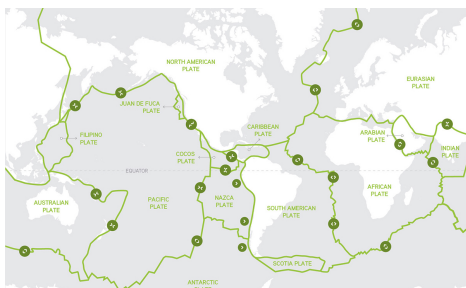 NORTH AMERICAN
PLATE
EURASIAN
PLATE
JUAN DE FUCA
PLATE
CARIBBEAN
PLATE
ARABIAN
PLATE
FILIPINO
PLATE
INDIAN
PLATE
COCOS
PLATE
EQUATOR
AFRICAN
PLATE
AUSTRALIAN
PLATE
PACIFIC
PLATE
NAZCA
PLATE
SOUTH AMERICAN
PLATE
SCOTIA PLATE
ANTARCTIC
PLATE